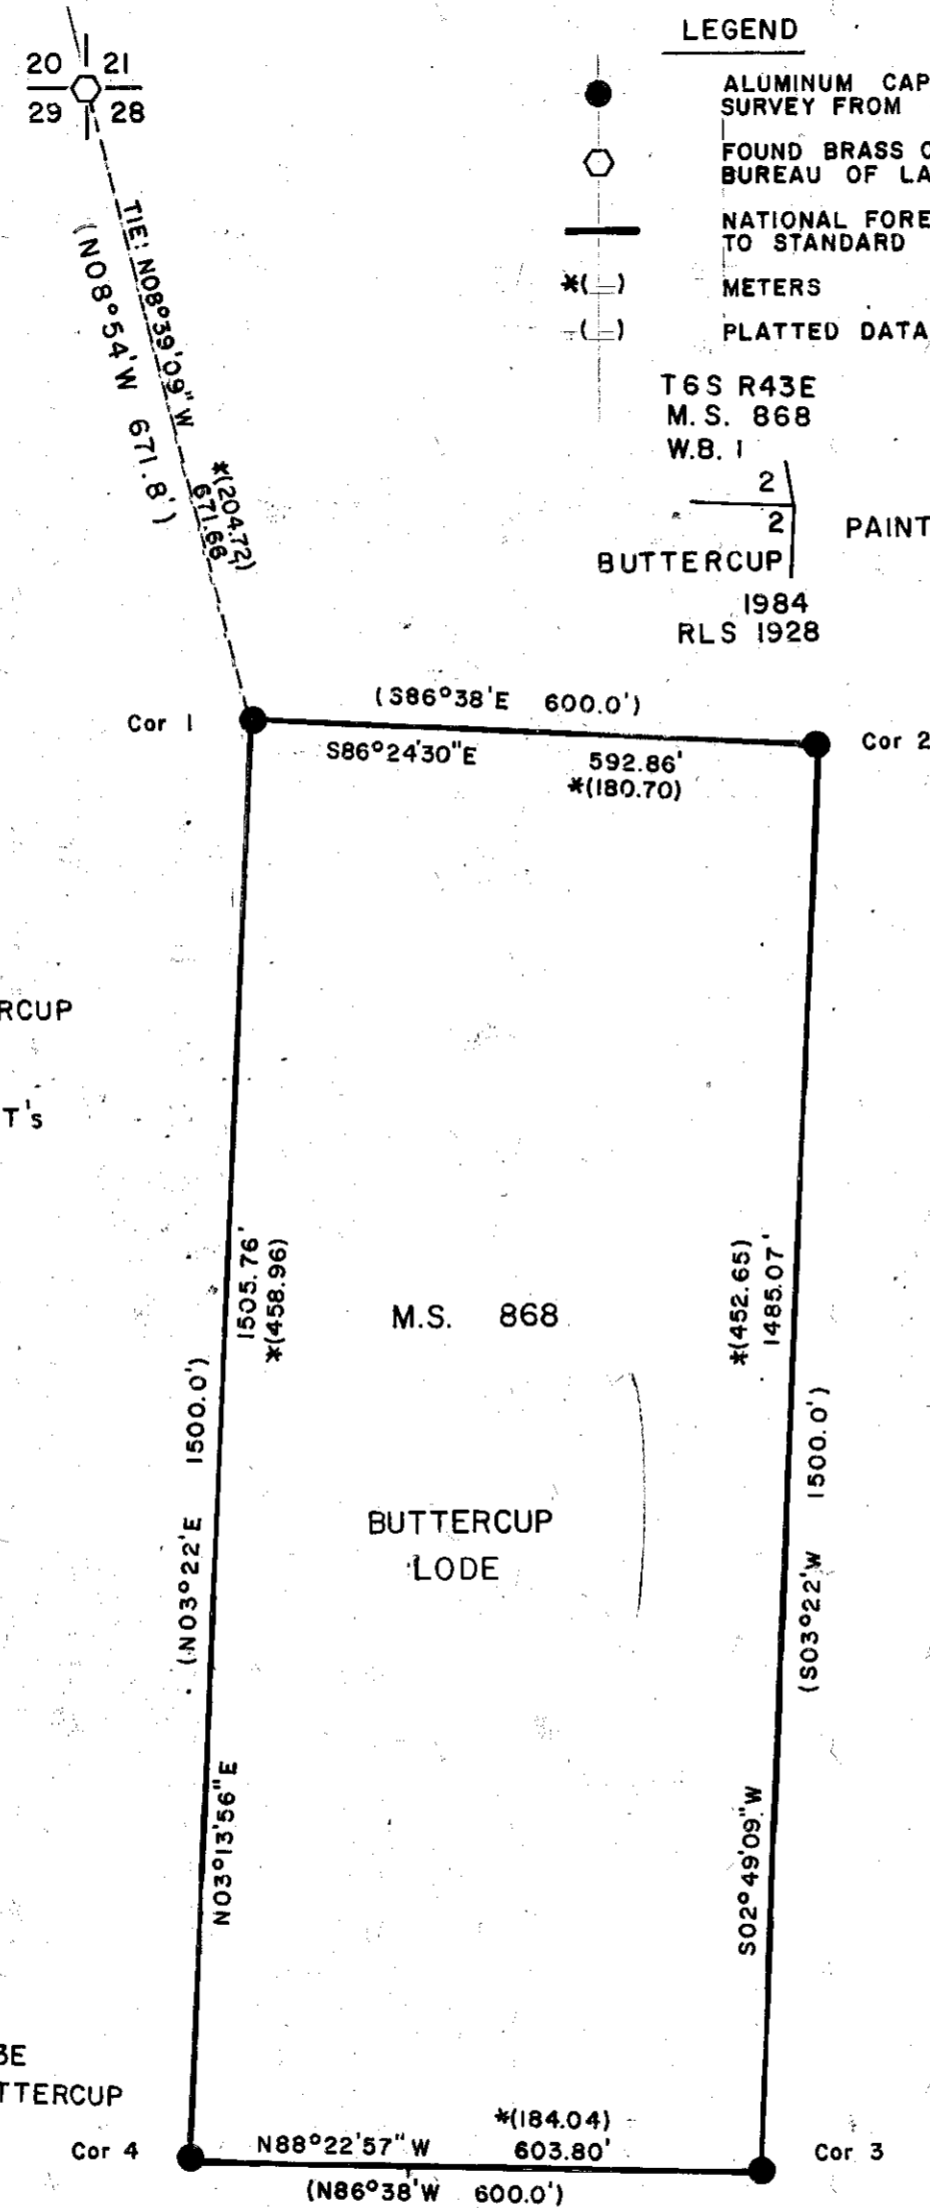 LEGEND
ALUMINUM CAP
SURVEY FROM
FOUND BRASS
BUREAU OF LA
NATIONAL FORE
TO STANDARD
*( ) METERS
( ) PLATTED DATA
20 21
29 28
TIE: N08°39'09"W
(N08°54'W 671.8')
*(204.72)
671.66'
T6S R43E
M.S. 868
W.B. 1
2
2
BUTTERCUP
PAINT
1984
RLS 1928
Cor 1
(S86°38'E 600.0')
S86°24'30"E
592.86'
*(180.70)
Cor 2
RCUP
T's
1505.76'
*(458.96)
M.S. 868
*(452.65)
1485.07'
(N03°22'E 1500.0')
BUTTERCUP
LODE
(S03°22'W 1500.0')
N03°13'56"E
S02°49'09"W
3E
TTERCUP
Cor 4
*(184.04)
N88°22'57"W 603.80'
(N86°38'W 600.0')
Cor 3